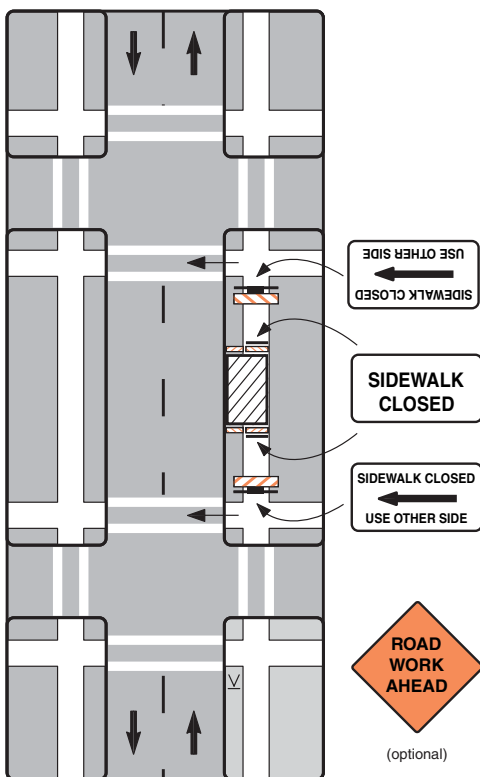 USE OTHER SIDE
SIDEWALK CLOSED
SIDEWALK
CLOSED
SIDEWALK CLOSED
USE OTHER SIDE
ROAD
WORK
AHEAD
(optional)